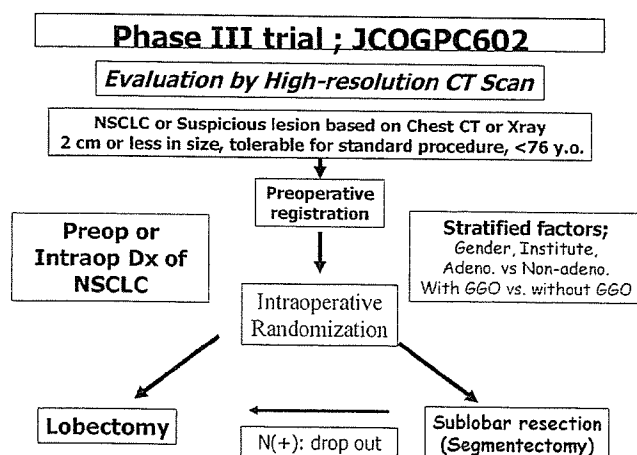 Phase III trial ; JCOGPC602
Evaluation by High-resolution CT Scan
NSCLC or Suspicious lesion based on Chest CT or Xray
2 cm or less in size, tolerable for standard procedure, <76 y.o.
Preoperative
registration
Preop or
Intraop Dx of
NSCLC
Stratified factors;
Gender, Institute,
Adeno. vs Non-adeno.
With GGO vs. without GGO
Intraoperative
Randomization
Lobectomy
N(+): drop out
Sublobar resection
(Segmentectomy)